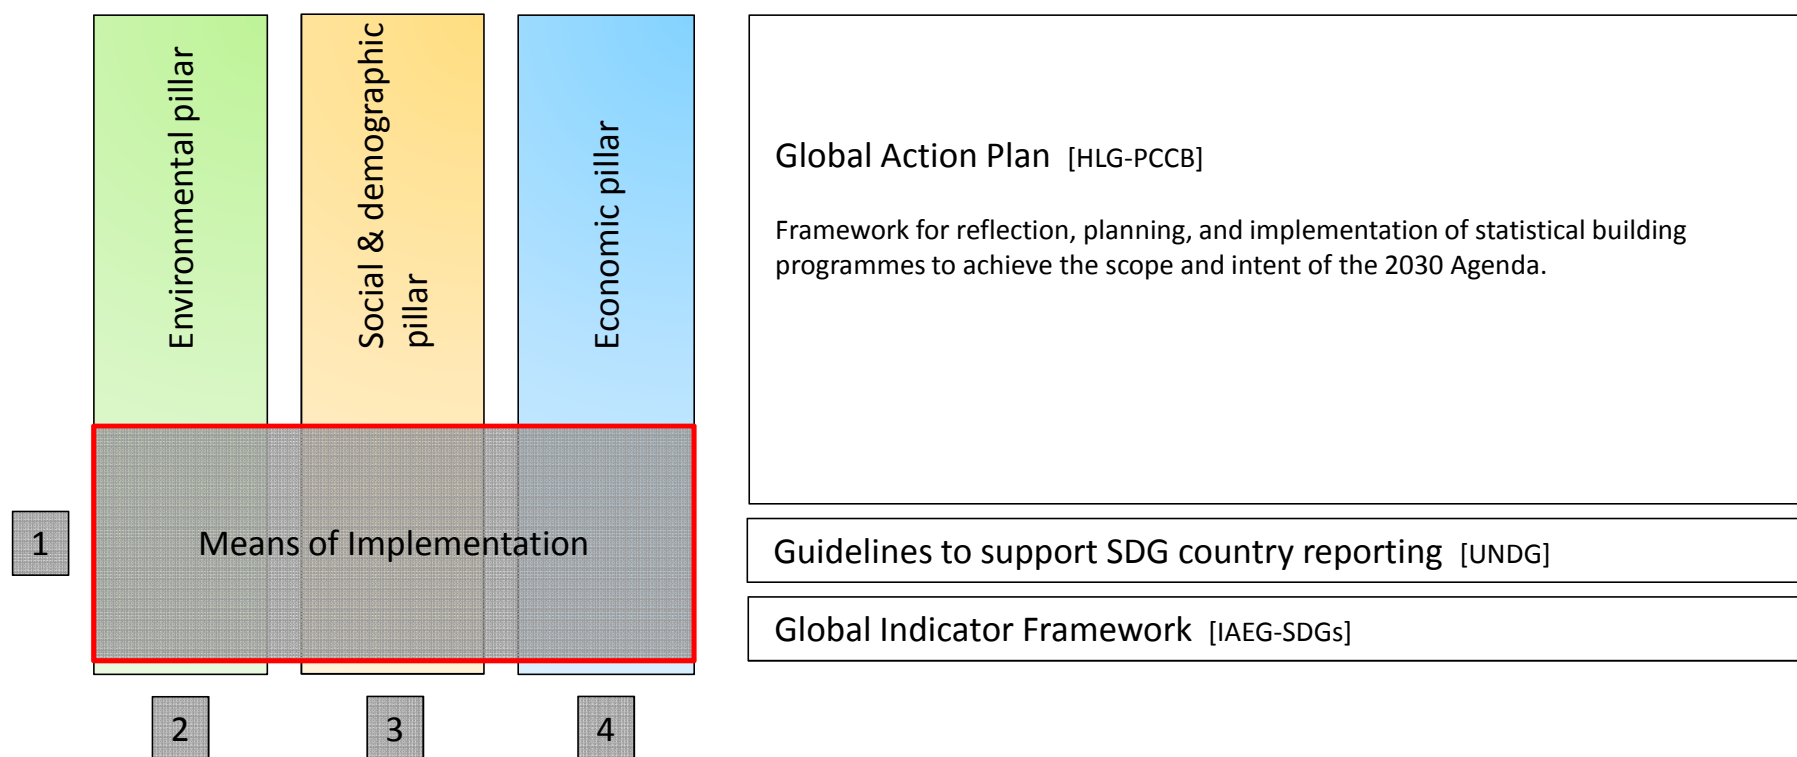 Environmental pillar
Social & demographic
pillar
Economic pillar
Global Action Plan [HLG-PCCB]
Framework for reflection, planning, and implementation of statistical building
programmes to achieve the scope and intent of the 2030 Agenda.
1
Means of Implementation
Guidelines to support SDG country reporting [UNDG]
Global Indicator Framework [IAEG-SDGs]
2
3
4